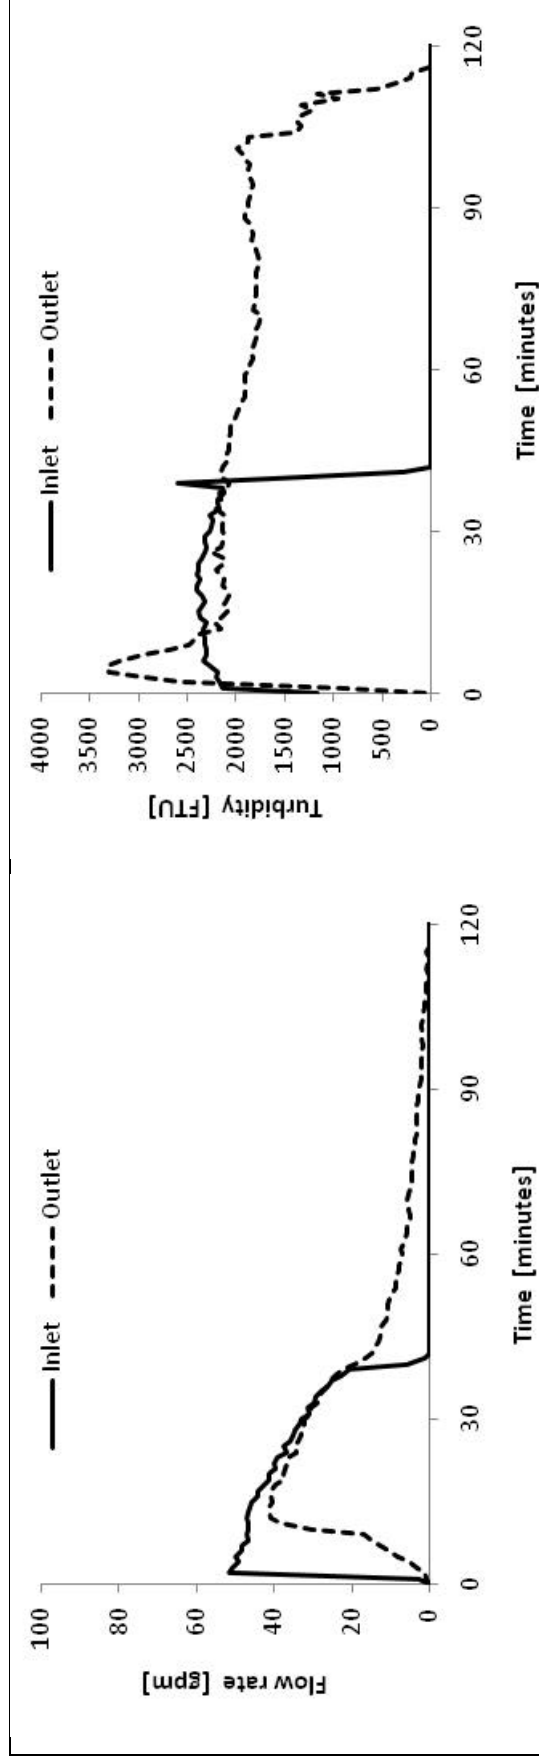 Inlet Outlet
100
80
60
40
20
0
Flow rate [gpm]
0 30 60 90 120
Time [minutes]
Inlet Outlet
4000
3500
3000
2500
2000
1500
1000
500
0
Turbidity [FTU]
0 30 60 90 120
Time [minutes]